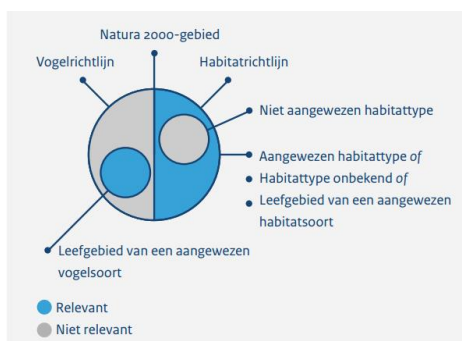 Natura 2000-gebied
Vogelrichtlijn
Habitatrichtlijn
Niet aangewezen habitattype
Aangewezen habitattype of
Habitattype onbekend of
Leefgebied van een aangewezen
habitatsoort
Leefgebied van een aangewezen
vogelsoort
Relevant
Niet relevant